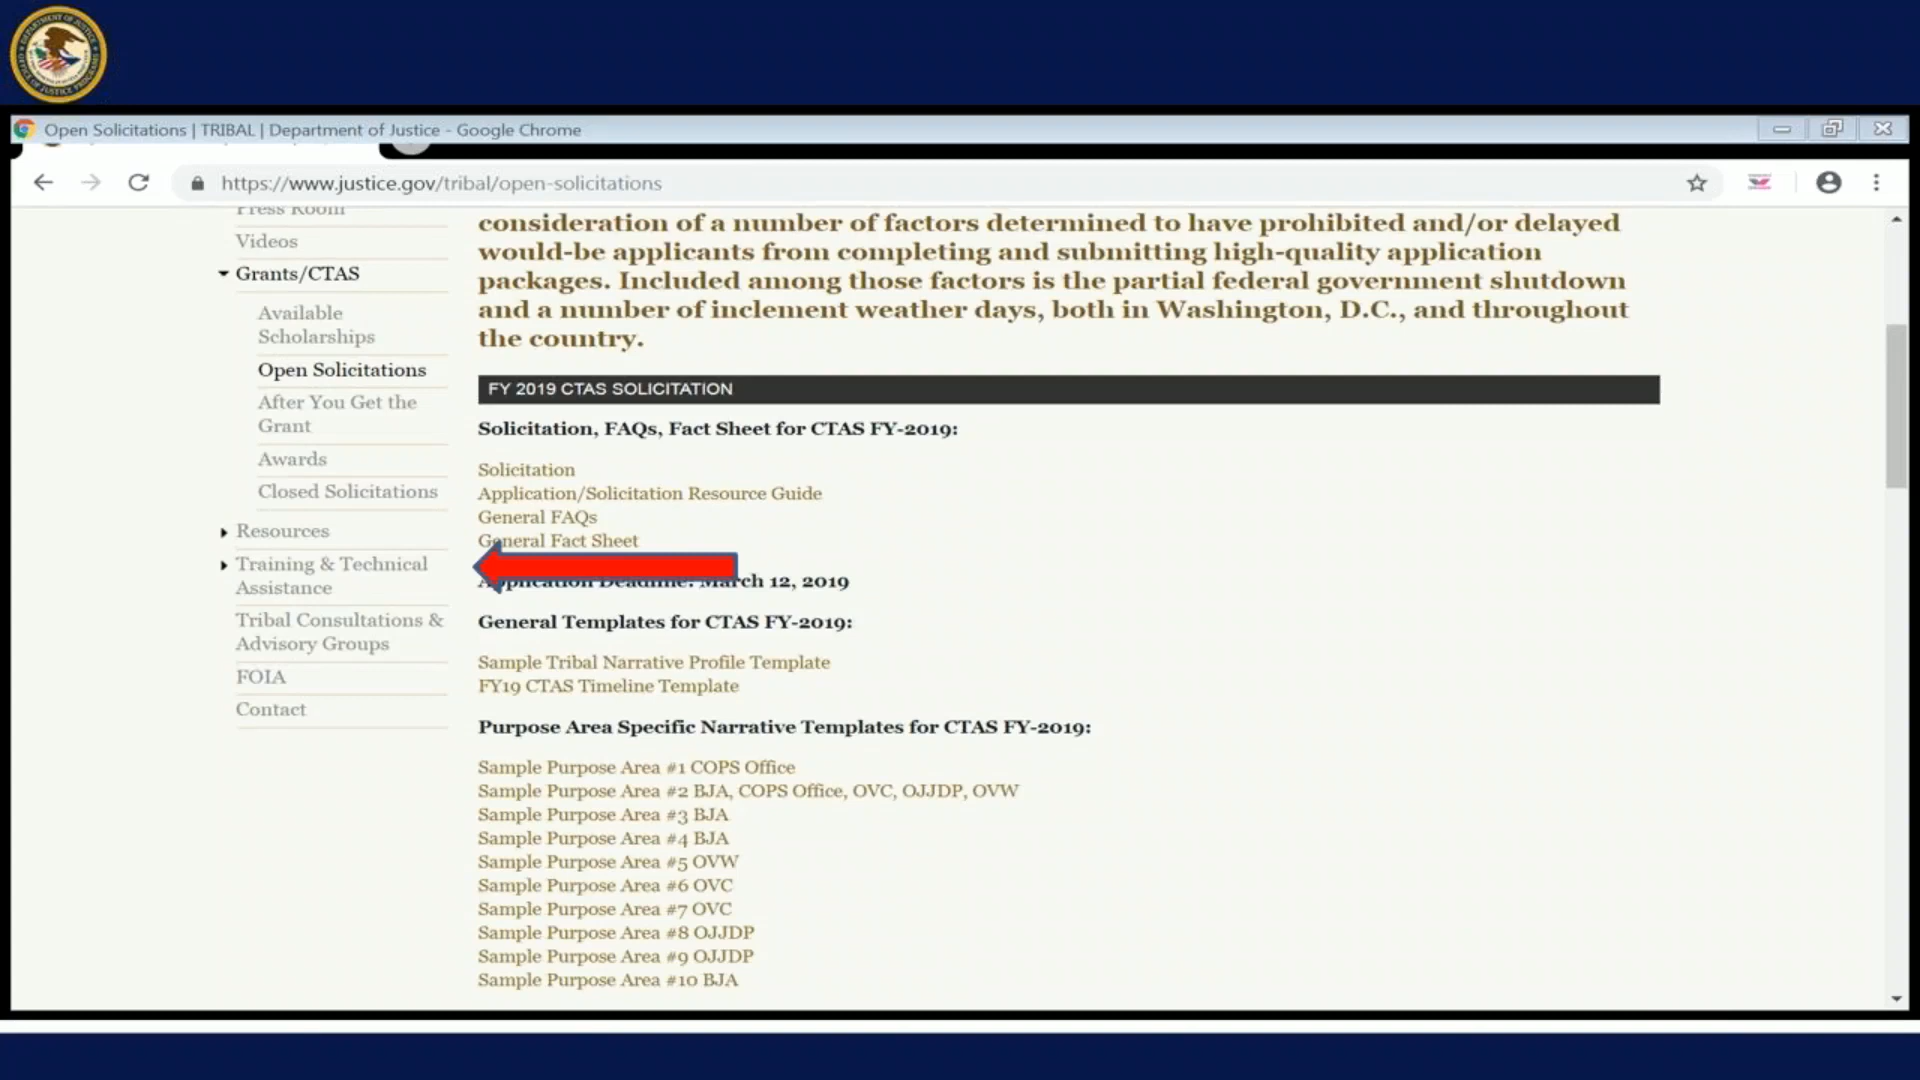 Open Solicitations | TRIBAL | Department of Justice - Google Chrome
https://www.justice.gov/tribal/open-solicitations
Press Room
Videos
Grants/CTAS
Available
Scholarships
Open Solicitations
After You Get the
Grant
Awards
Closed Solicitations
Resources
Training & Technical
Assistance
Tribal Consultations &
Advisory Groups
FOIA
Contact
consideration of a number of factors determined to have prohibited and/or delayed
would-be applicants from completing and submitting high-quality application
packages. Included among those factors is the partial federal government shutdown
and a number of inclement weather days, both in Washington, D.C., and throughout
the country.
FY 2019 CTAS SOLICITATION
Solicitation, FAQs, Fact Sheet for CTAS FY-2019:
Solicitation
Application/Solicitation Resource Guide
General FAQs
General Fact Sheet
Application Deadline: March 12, 2019
General Templates for CTAS FY-2019:
Sample Tribal Narrative Profile Template
FY19 CTAS Timeline Template
Purpose Area Specific Narrative Templates for CTAS FY-2019:
Sample Purpose Area #1 COPS Office
Sample Purpose Area #2 BJA, COPS Office, OVC, OJJDP, OVW
Sample Purpose Area #3 BJA
Sample Purpose Area #4 BJA
Sample Purpose Area #5 OVW
Sample Purpose Area #6 OVC
Sample Purpose Area #7 OVC
Sample Purpose Area #8 OJJDP
Sample Purpose Area #9 OJJDP
Sample Purpose Area #10 BJA